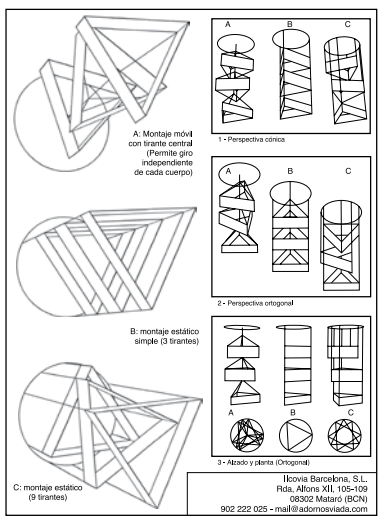 A: Montaje móvil
con tirante central
(Permite giro
independiente
de cada cuerpo)
B: montaje estático
simple (3 tirantes)
C: montaje estático
(9 tirantes)
A B C
1 - Perspectiva cónica
A B C
2 - Perspectiva ortogonal
A B C
3 - Alzado y planta (Ortogonal)
Ilcovia Barcelona, S.L.
Rda, Alfons XII, 105-109
08302 Mataró (BCN)
902 222 025 - mail@adornosviada.com